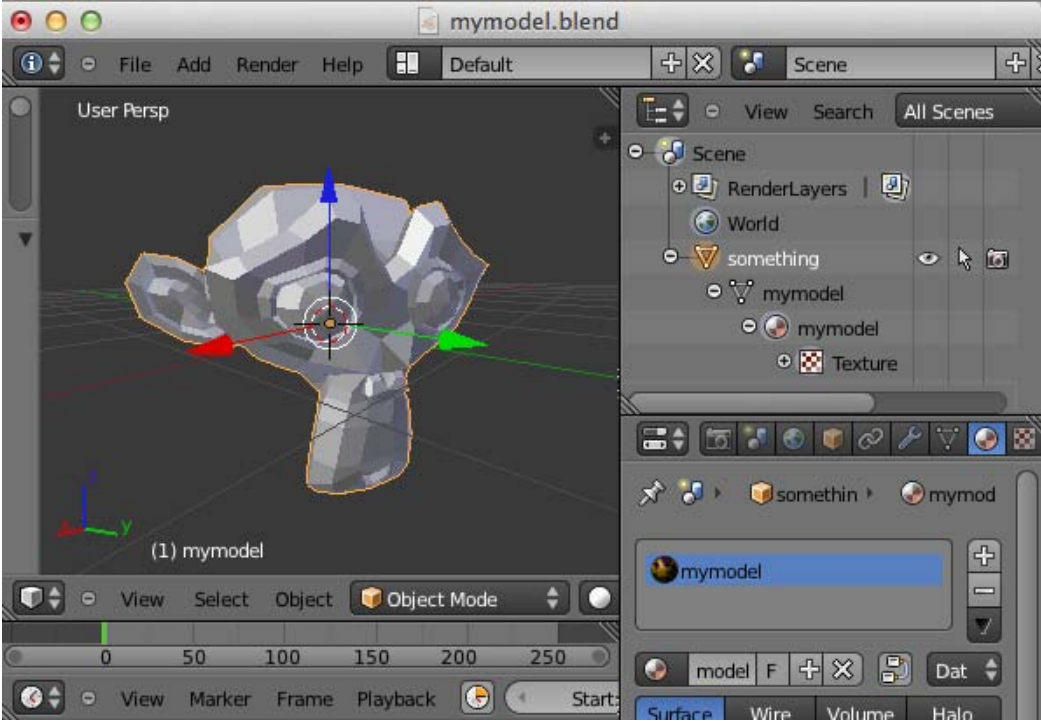 mymodel.blend
File Add Render Help Default Scene
User Persp
View Search All Scenes
Scene
RenderLayers
World
something
mymodel
mymodel
Texture
somethin mymod
z
y
(1) mymodel
mymodel
View Select Object Object Mode
0 50 100 150 200 250
model F Dat
View Marker Frame Playback Start:
Surface Wire Volume Halo